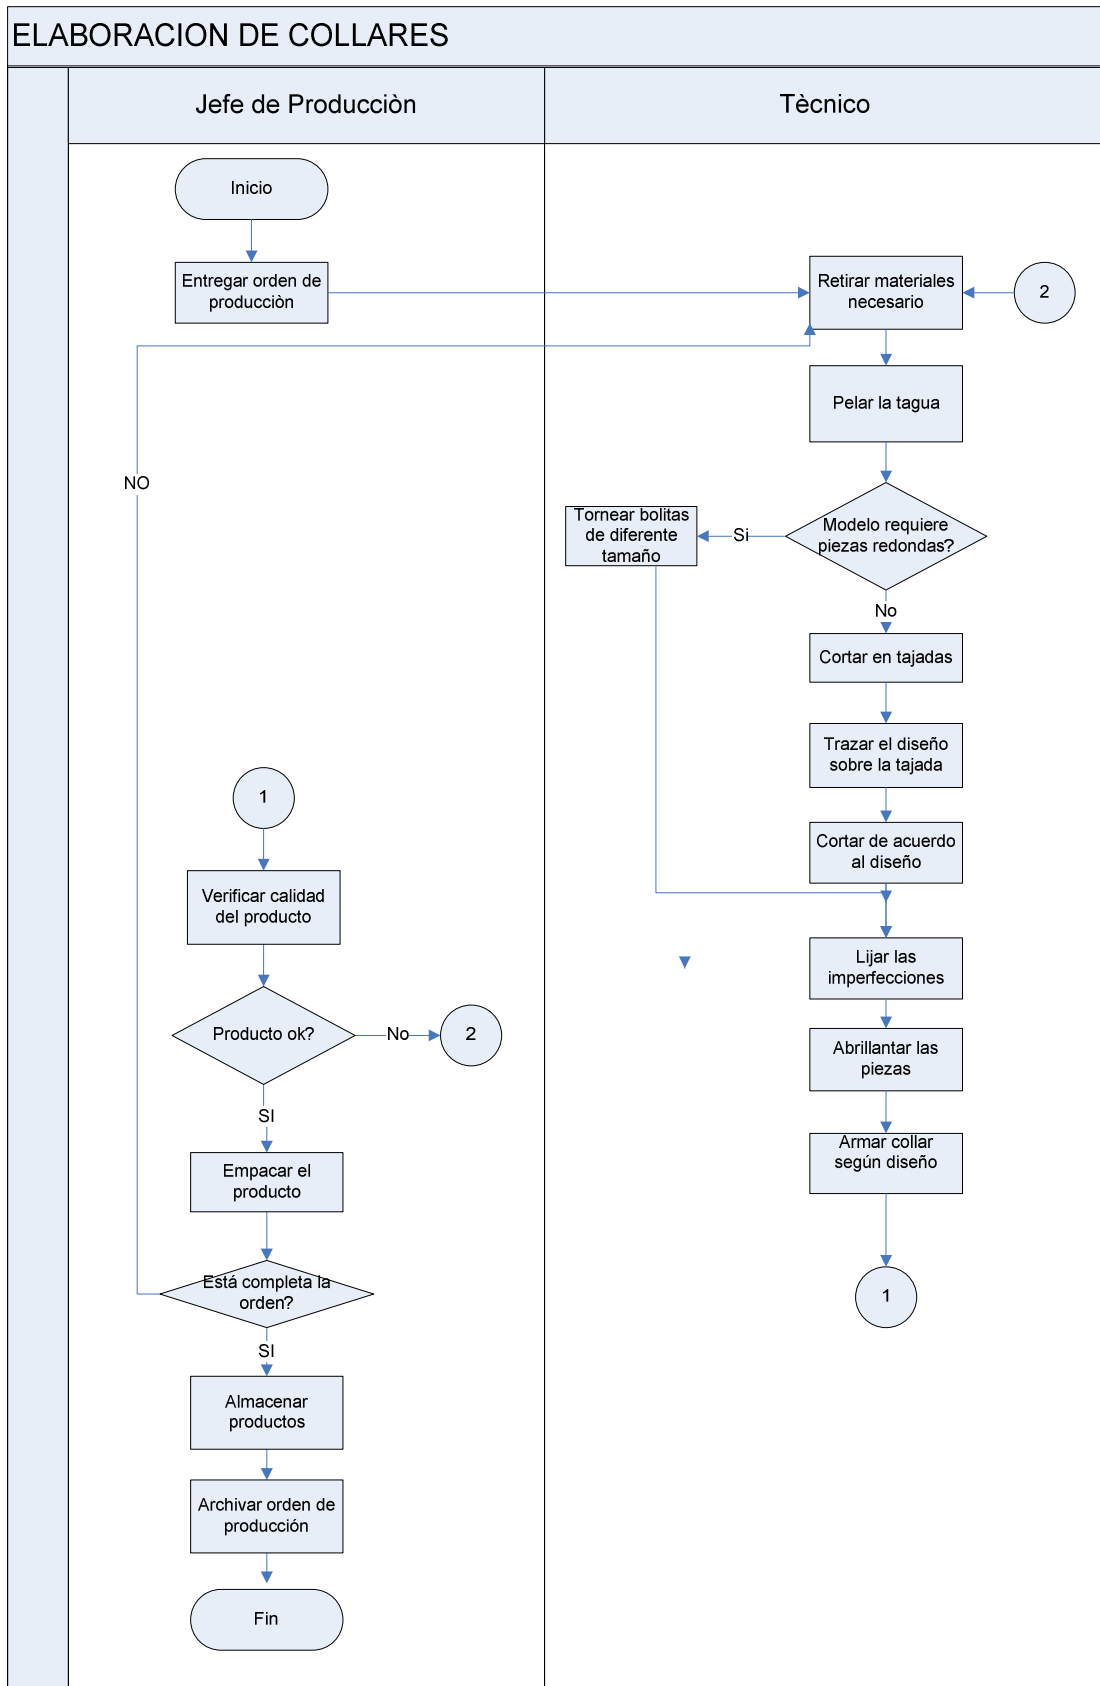 ELABORACION DE COLLARES
Jefe de Producciòn
Tècnico
Inicio
Entregar orden de
producciòn
Retirar materiales
necesario
2
Pelar la tagua
NO
Modelo requiere
piezas redondas?
Si
Tornear bolitas
de diferente
tamaño
No
Cortar en tajadas
Trazar el diseño
sobre la tajada
1
Cortar de acuerdo
al diseño
Verificar calidad
del producto
Lijar las
imperfecciones
Producto ok?
No
2
Abrillantar las
piezas
SI
Armar collar
según diseño
Empacar el
producto
Está completa la
orden?
1
SI
Almacenar
productos
Archivar orden de
producción
Fin